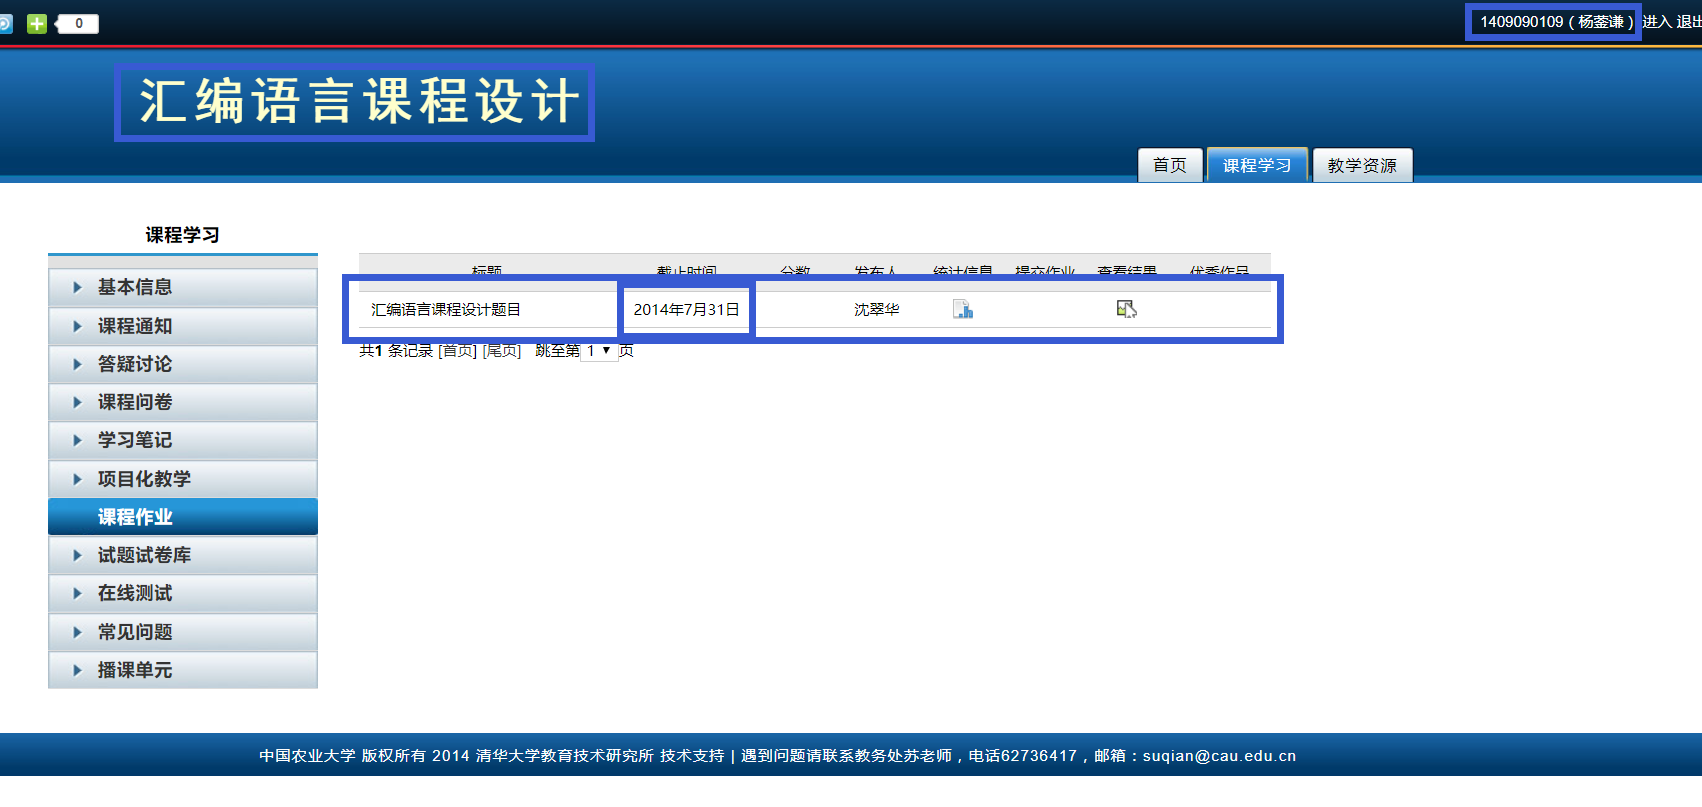 0
1409090109 ( 杨蓥谦 ) 进入 退出
汇编语言课程设计
首页 课程学习 教学资源
课程学习
基本信息
课程通知
答疑讨论
课程问卷
学习笔记
项目化教学
课程作业
试题试卷库
在线测试
常见问题
播课单元
标题 截止时间 分数 发布人 统计信息 提交作业 查看结果 优秀作品
汇编语言课程设计题目 2014年7月31日 沈翠华
共1 条记录 [首页] [尾页] 跳至第 1 页
中国农业大学 版权所有 2014 清华大学教育技术研究所 技术支持 | 遇到问题请联系教务处苏老师，电话62736417，邮箱：suqian@cau.edu.cn